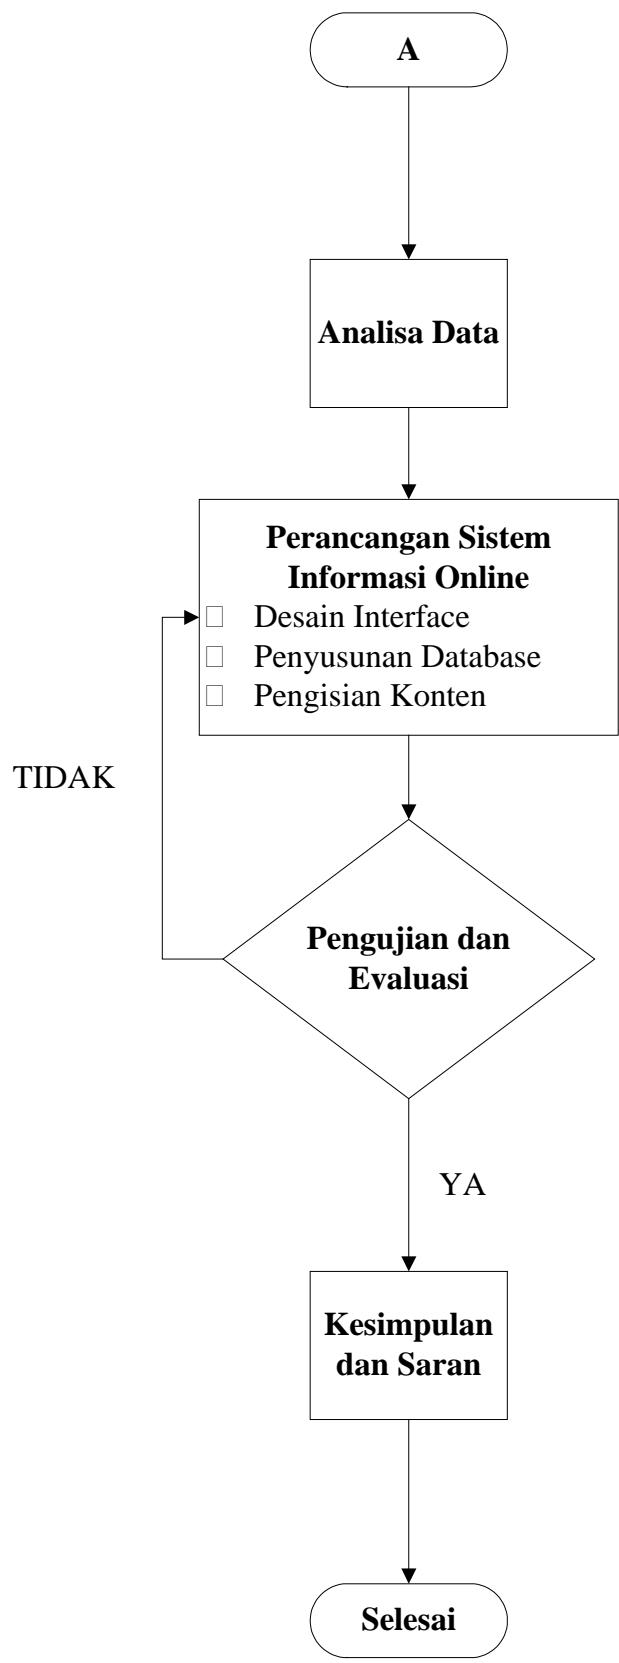 A
Analisa Data
Perancangan Sistem
Informasi Online
Desain Interface
Penyusunan Database
Pengisian Konten
TIDAK
Pengujian dan
Evaluasi
YA
Kesimpulan
dan Saran
Selesai